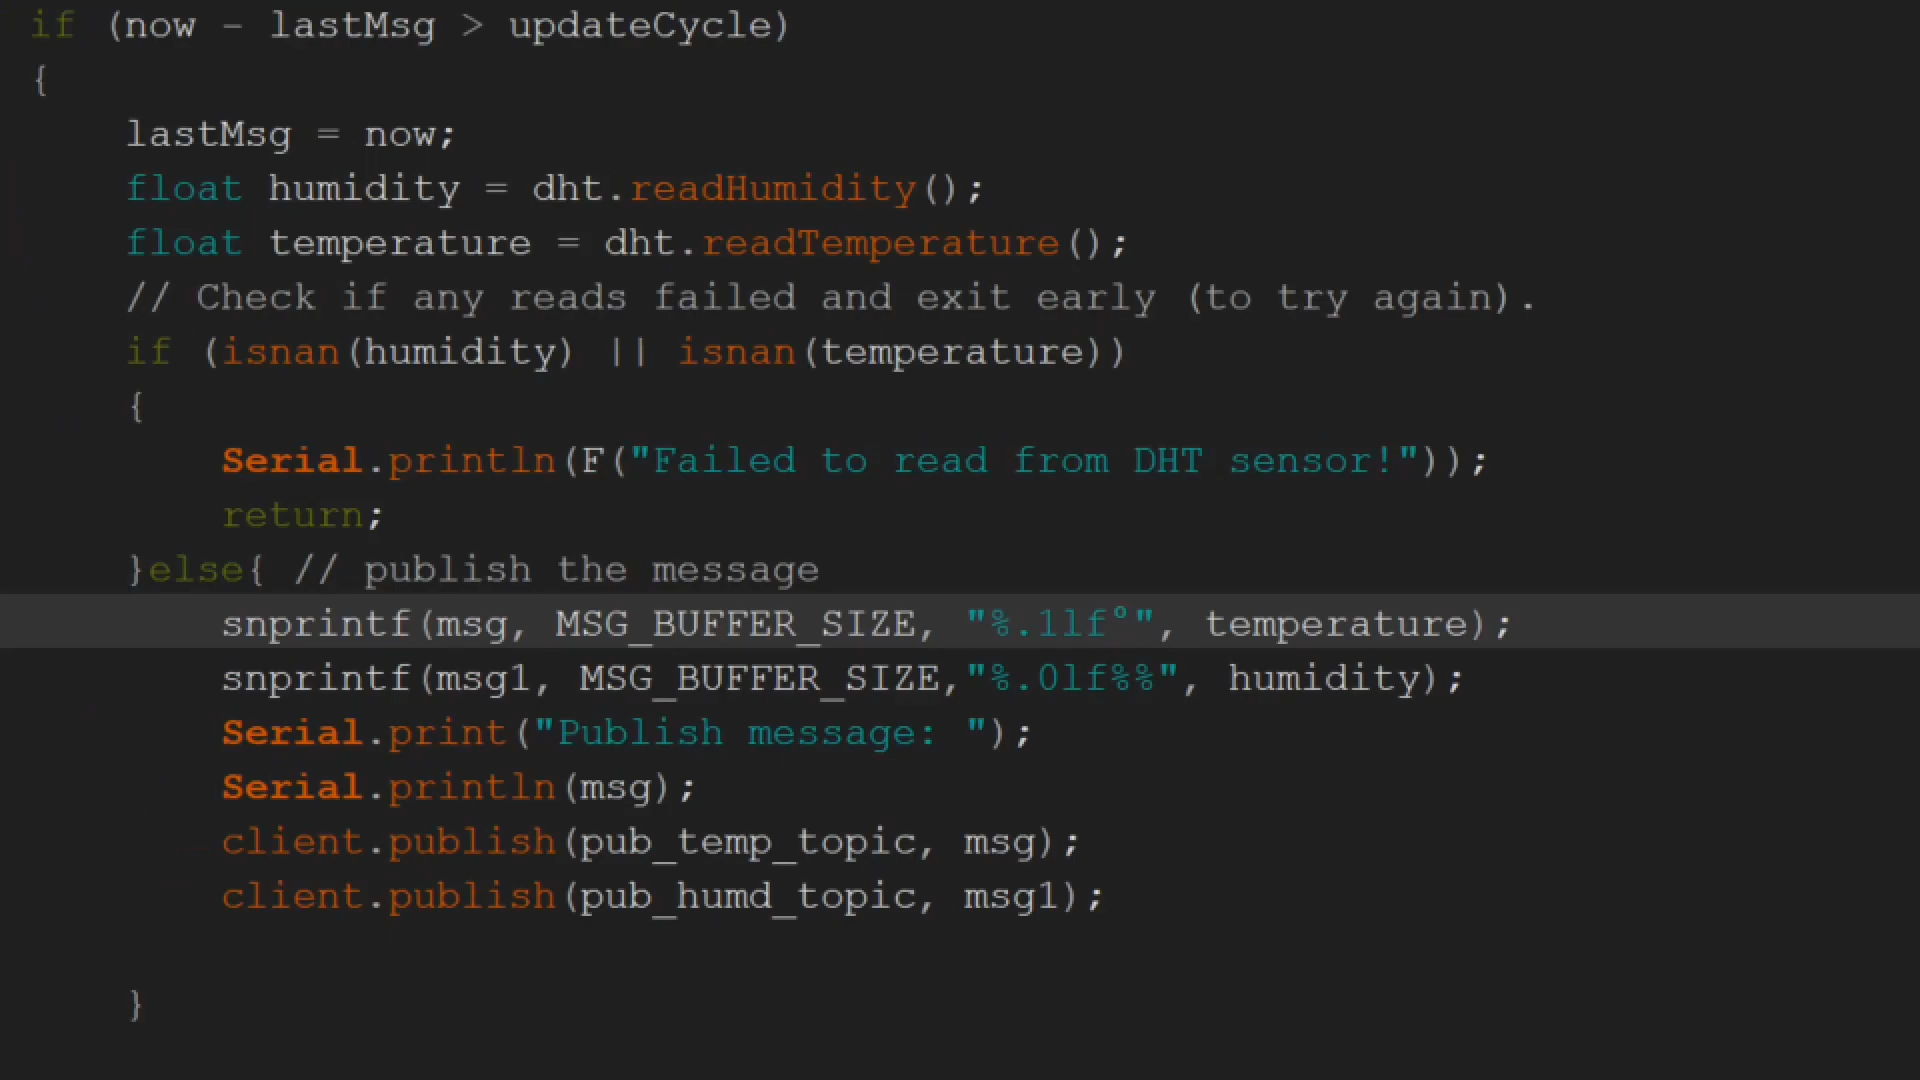 if (now - lastMsg > updateCycle)
{
lastMsg = now;
float humidity = dht.readHumidity();
float temperature = dht.readTemperature();
// Check if any reads failed and exit early (to try again).
if (isnan(humidity) || isnan(temperature))
{
Serial.println(F("Failed to read from DHT sensor!"));
return;
}else{ // publish the message
snprintf(msg, MSG_BUFFER_SIZE, "%.1lf°", temperature);
snprintf(msg1, MSG_BUFFER_SIZE,"%.0lf%%", humidity);
Serial.print("Publish message: ");
Serial.println(msg);
client.publish(pub_temp_topic, msg);
client.publish(pub_humd_topic, msg1);
}